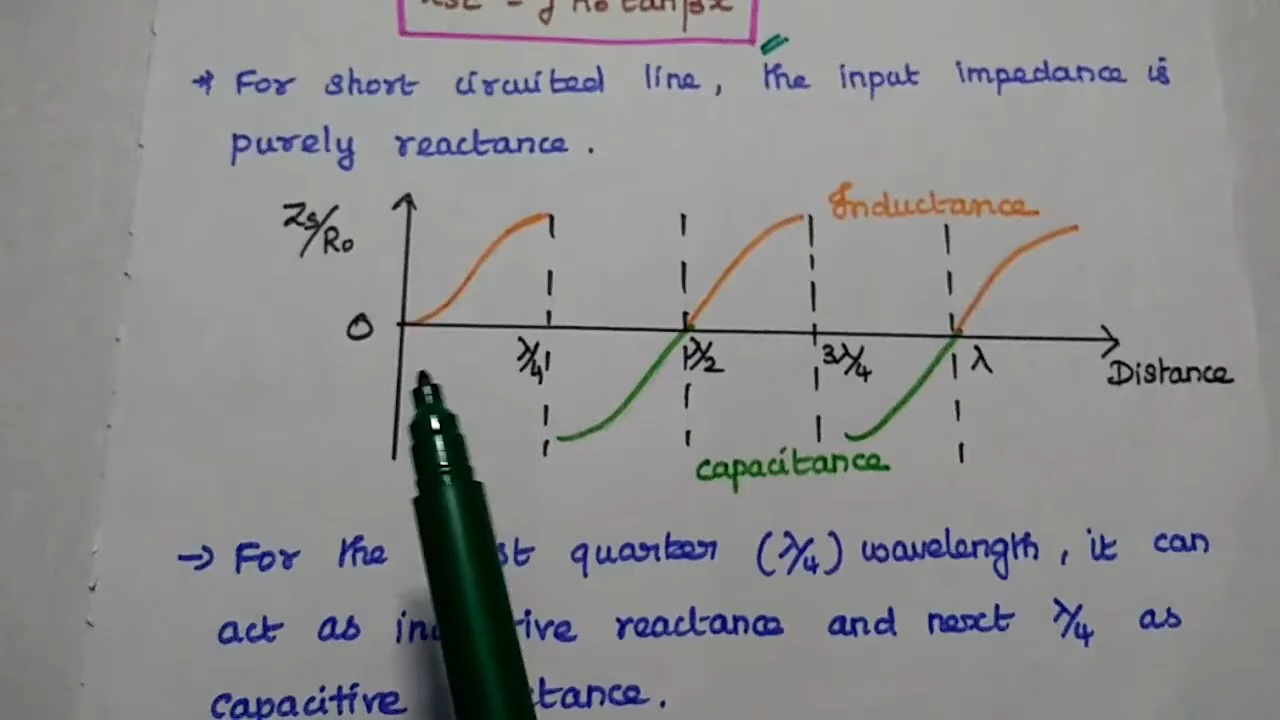 * For short circuited line, the input impedance is
purely reactance.
Zs/R₀
Inductance
0
λ/4
λ/2
3λ/4
λ
Distance
capacitance
→ For the quarter (λ/4) wavelength, it can
act as reactance and next λ/4 as
capacitive